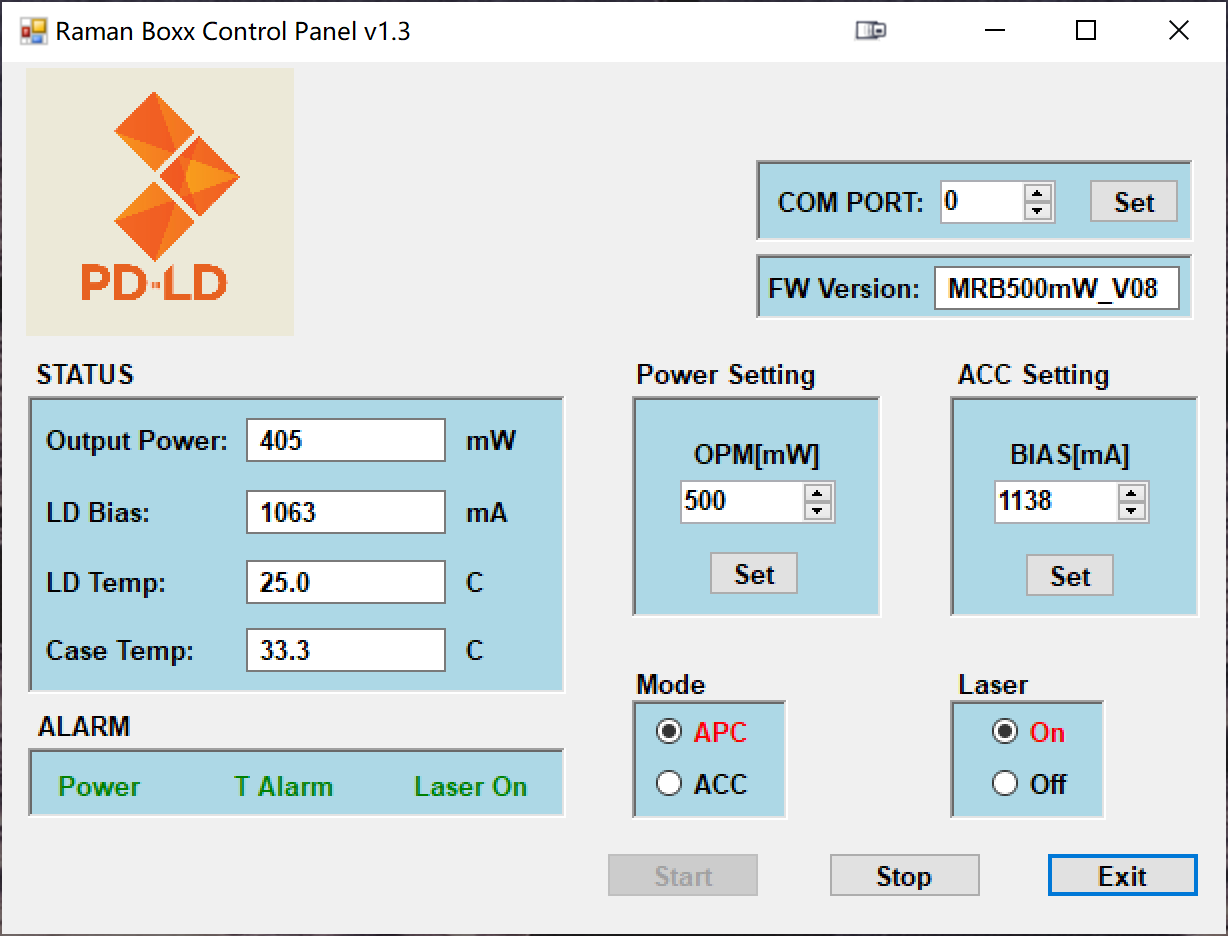 Raman Boxx Control Panel v1.3
PD-LD
COM PORT: 0 Set
FW Version: MRB500mW_V08
STATUS
Output Power: 405 mW
LD Bias: 1063 mA
LD Temp: 25.0 C
Case Temp: 33.3 C
ALARM
Power T Alarm Laser On
Power Setting
OPM[mW]
500
Set
ACC Setting
BIAS[mA]
1138
Set
Mode
APC
ACC
Laser
On
Off
Start Stop Exit